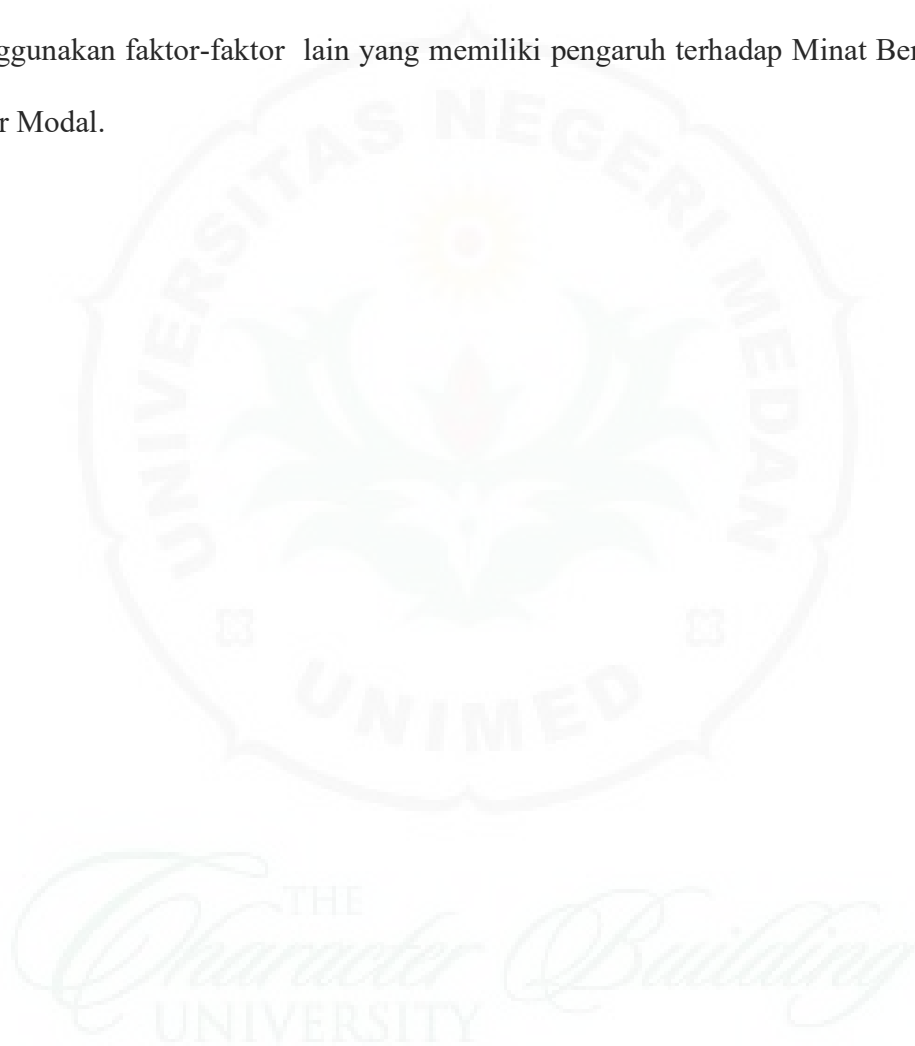 ggunakan faktor-faktor  lain yang memiliki pengaruh terhadap Minat Ber
r Modal.
UNIVERSITAS NEGERI MEDAN
UNIMED
THE
Character Building
UNIVERSITY